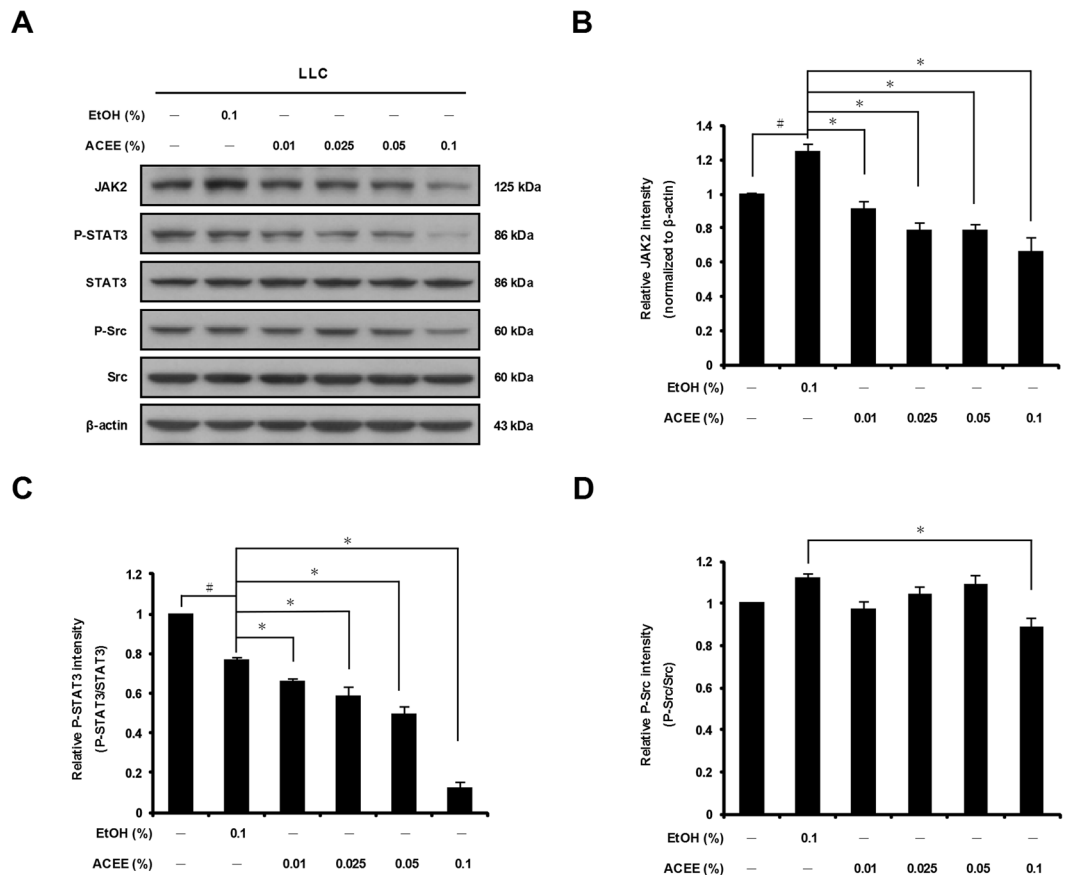 A
LLC
EtOH (%) — 0.1 — — — —
ACEE (%) — — 0.01 0.025 0.05 0.1
JAK2 125 kDa
P-STAT3 86 kDa
STAT3 86 kDa
P-Src 60 kDa
Src 60 kDa
β-actin 43 kDa
B
*
*
*
# *
1.4
1.2
1
0.8
0.6
0.4
0.2
0
Relative JAK2 intensity
(normalized to β-actin)
EtOH (%) — 0.1 — — — —
ACEE (%) — — 0.01 0.025 0.05 0.1
C
*
*
#
*
*
1.2
1
0.8
0.6
0.4
0.2
0
Relative P-STAT3 intensity
(P-STAT3/STAT3)
EtOH (%) — 0.1 — — — —
ACEE (%) — — 0.01 0.025 0.05 0.1
D
*
1.2
1
0.8
0.6
0.4
0.2
0
Relative P-Src intensity
(P-Src/Src)
EtOH (%) — 0.1 — — — —
ACEE (%) — — 0.01 0.025 0.05 0.1